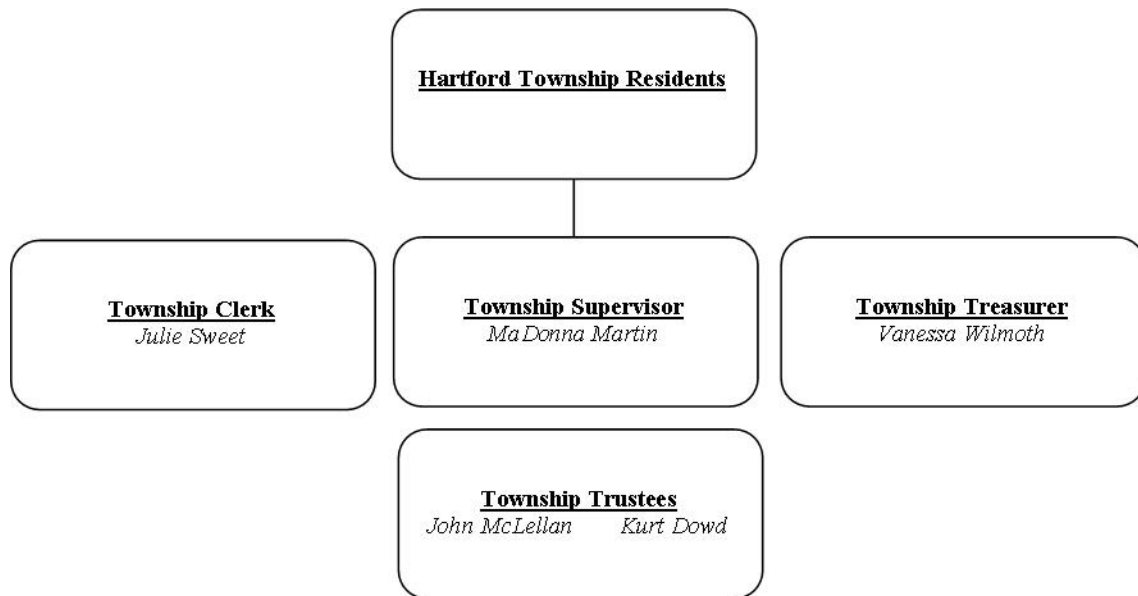 Hartford Township Residents
Township Clerk
Julie Sweet
Township Supervisor
MaDonna Martin
Township Treasurer
Vanessa Wilmoth
Township Trustees
John McLellan Kurt Dowd